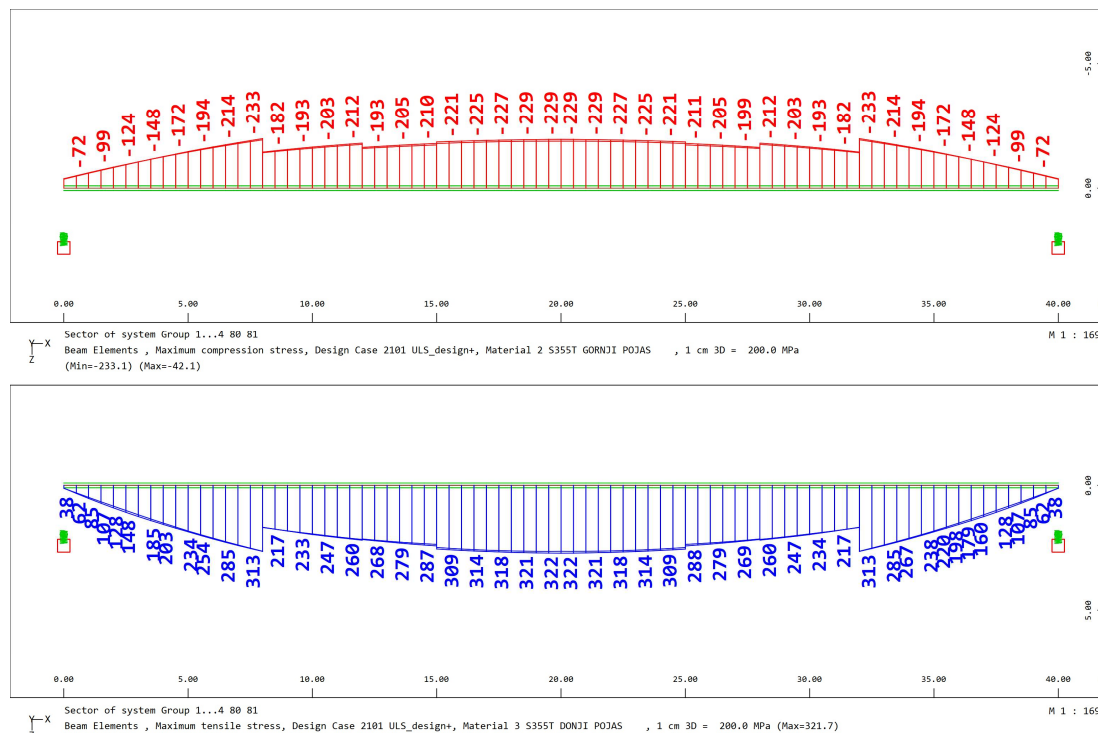 -72 -99 -124 -148 -172 -194 -214 -233 -182 -193 -203 -212 -193 -205 -210 -221 -225 -227 -229 -229 -229 -229 -227 -225 -221 -211 -205 -199 -212 -203 -193 -182 -233 -214 -194 -172 -148 -124 -99 -72
-5.00
0.00
0.00 5.00 10.00 15.00 20.00 25.00 30.00 35.00 40.00
Y X Z
Sector of system Group 1...4 80 81
M 1 : 169
Beam Elements , Maximum compression stress, Design Case 2101 ULS_design+, Material 2 S355T GORNJI POJAS , 1 cm 3D = 200.0 MPa
(Min=-233.1) (Max=-42.1)
0.00
38 62 85 107 128 148 185 203 234 254 285 313 217 233 247 260 268 279 287 309 314 318 321 322 322 321 318 314 309 288 279 269 260 247 234 217 313 285 267 238 220 198 179 160 128 107 85 62 38
5.00
0.00 5.00 10.00 15.00 20.00 25.00 30.00 35.00 40.00
Y X Z
Sector of system Group 1...4 80 81
M 1 : 169
Beam Elements , Maximum tensile stress, Design Case 2101 ULS_design+, Material 3 S355T DONJI POJAS , 1 cm 3D = 200.0 MPa (Max=321.7)